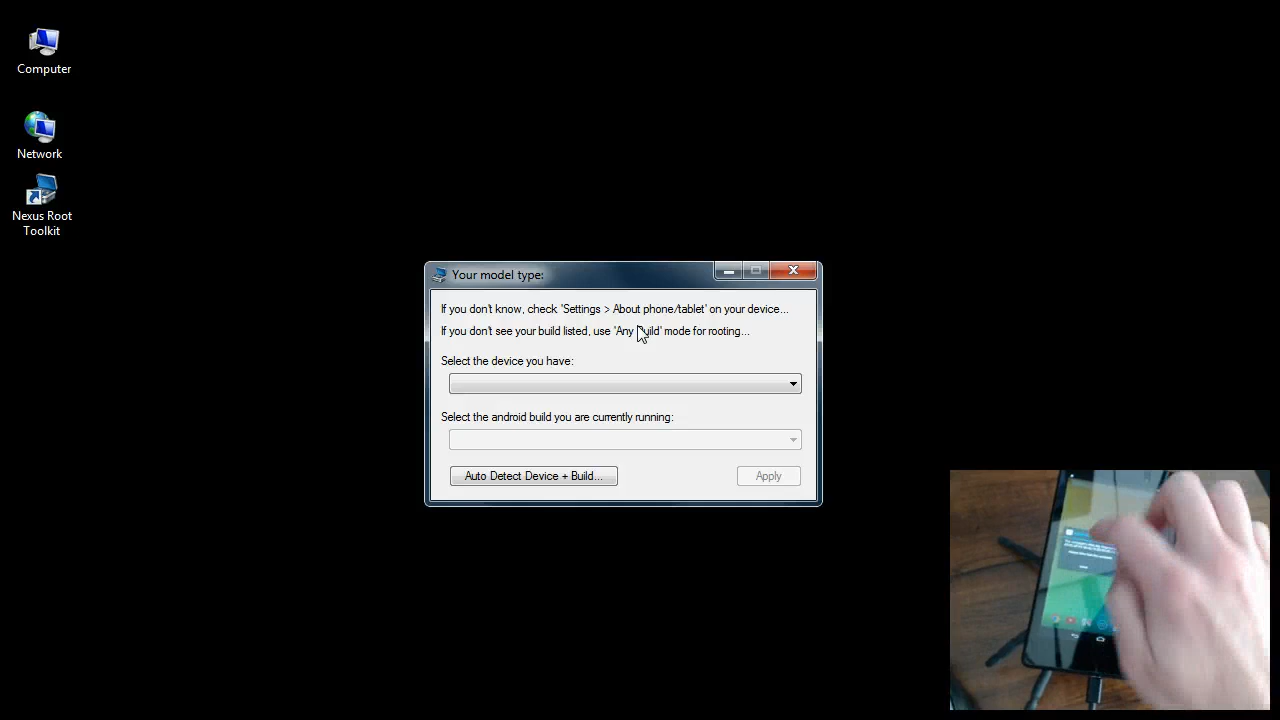 Computer
Network
Nexus Root
Toolkit
Your model type:
If you don't know, check 'Settings > About phone/tablet' on your device...
If you don't see your build listed, use 'Any Build' mode for rooting...
Select the device you have:
Select the android build you are currently running:
Auto Detect Device + Build...
Apply